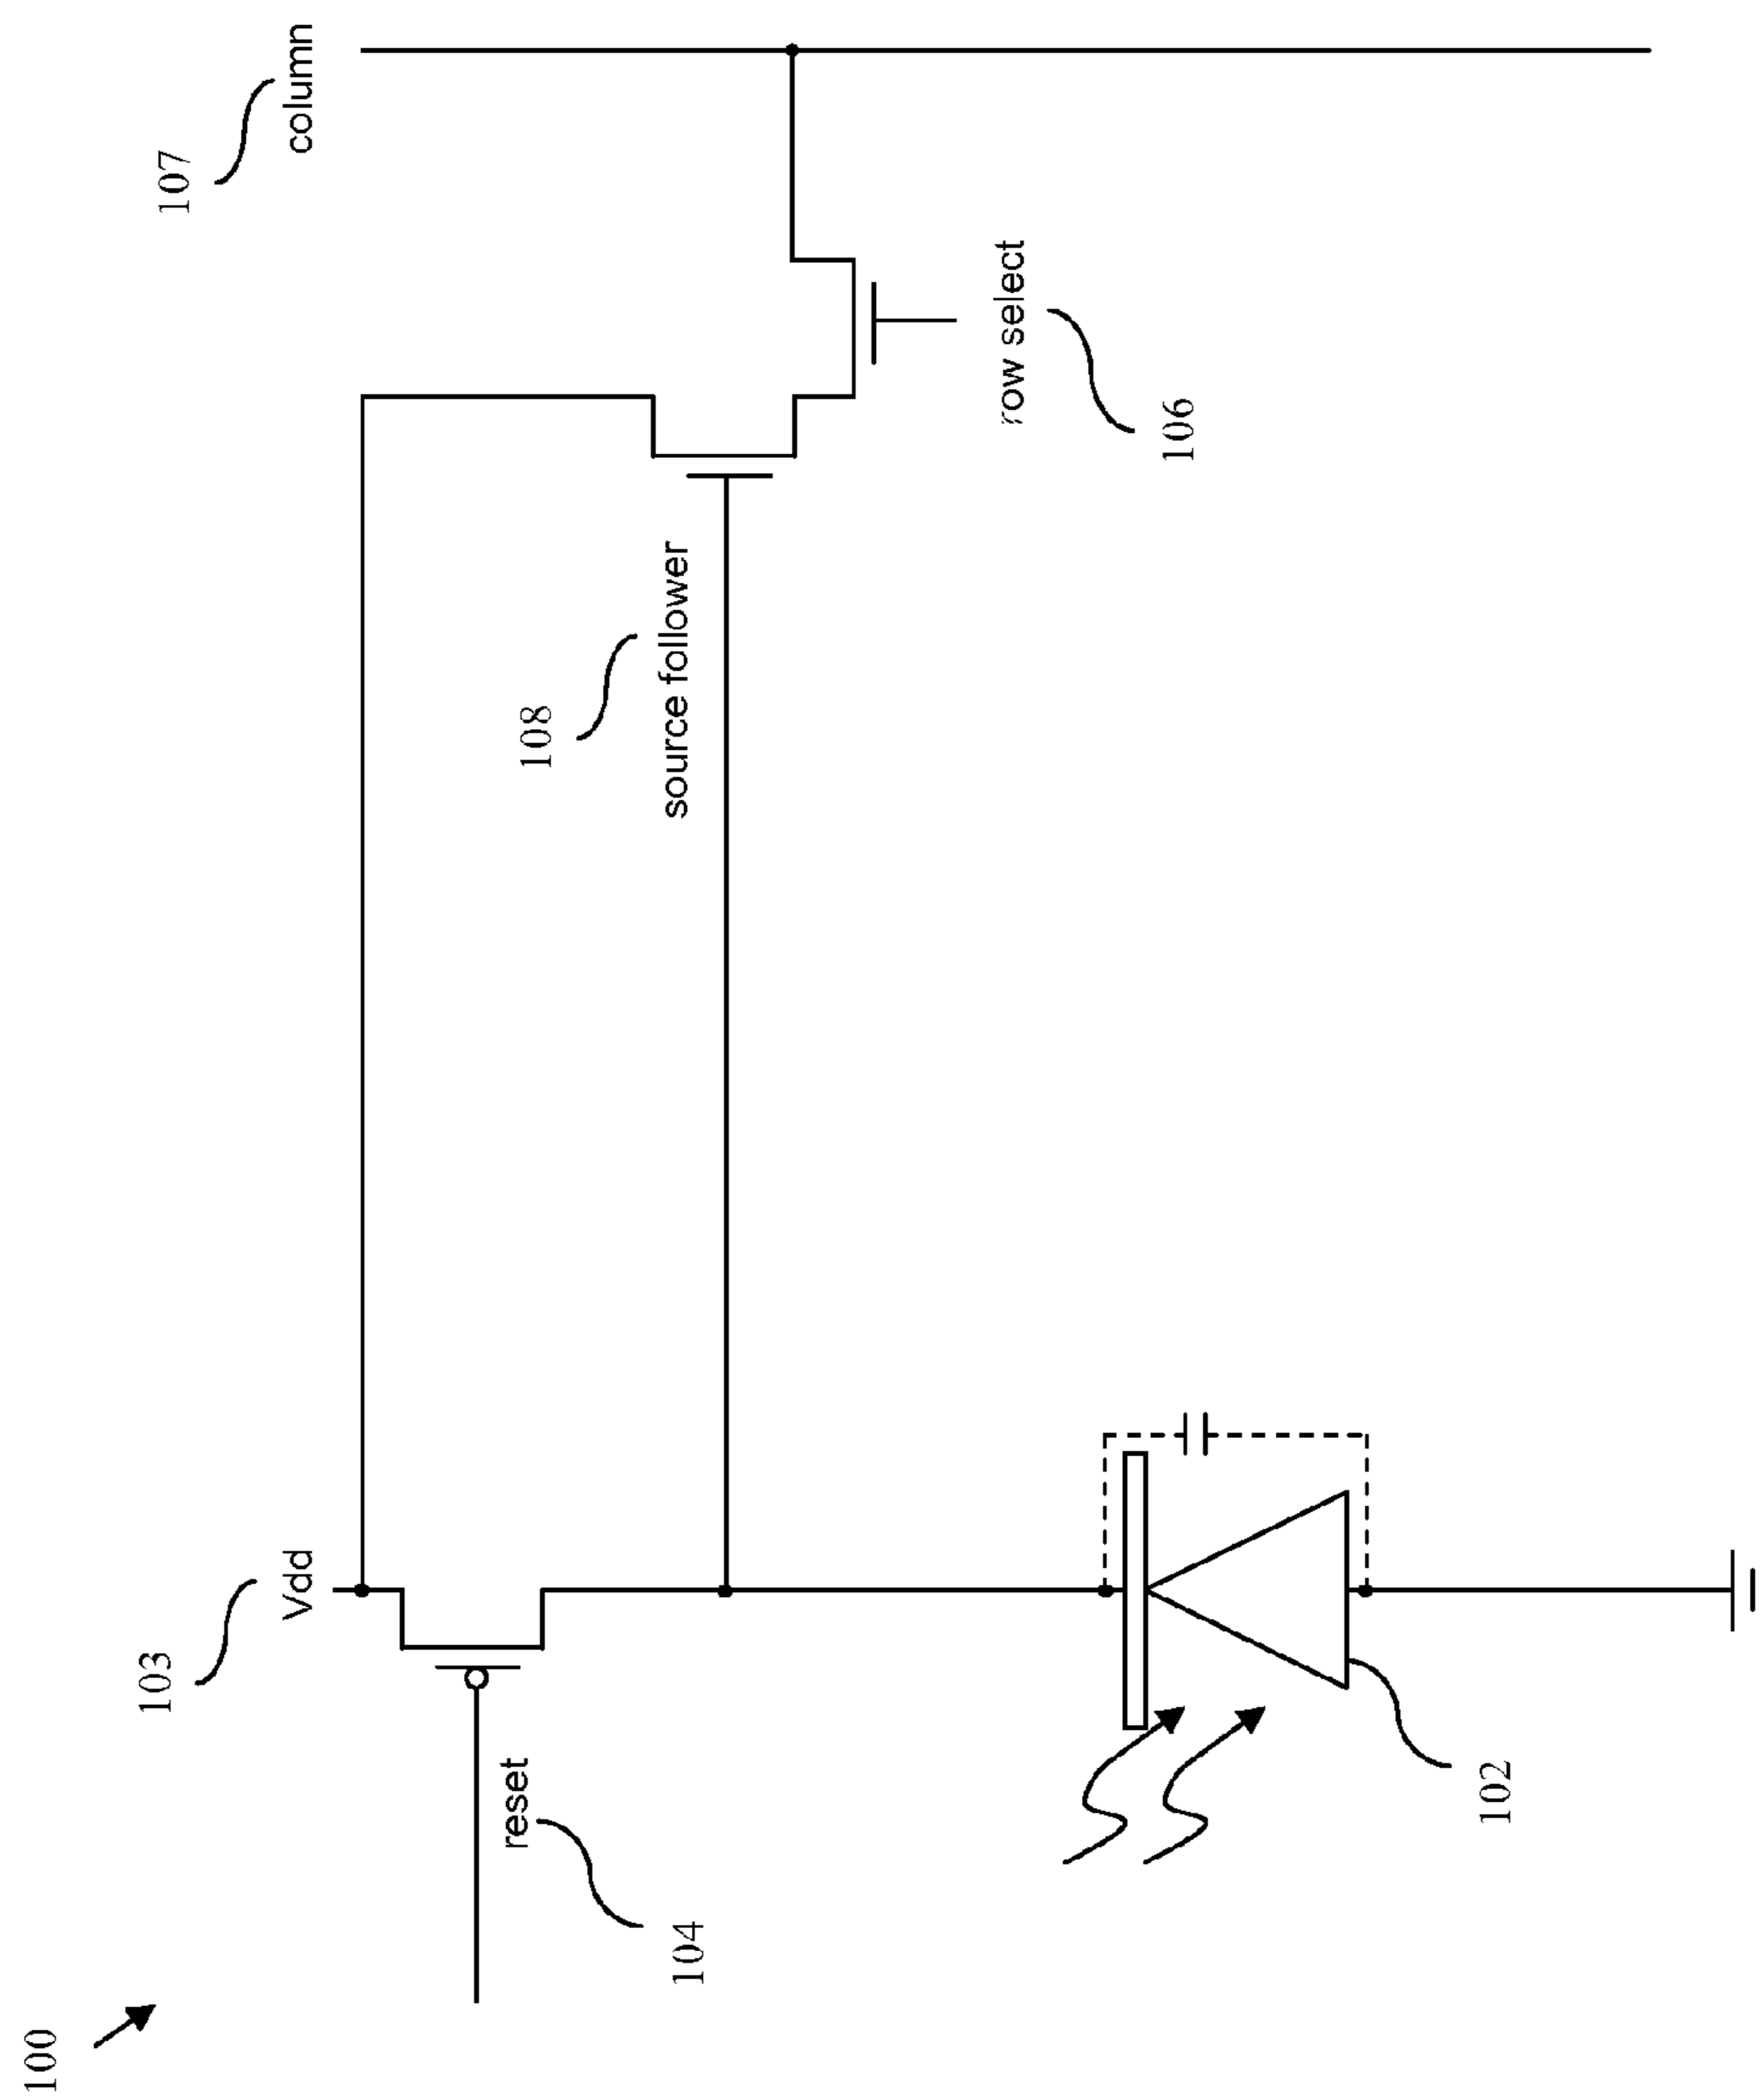 100
103
Vdd
104
reset
102
108
source follower
106
row select
107
column